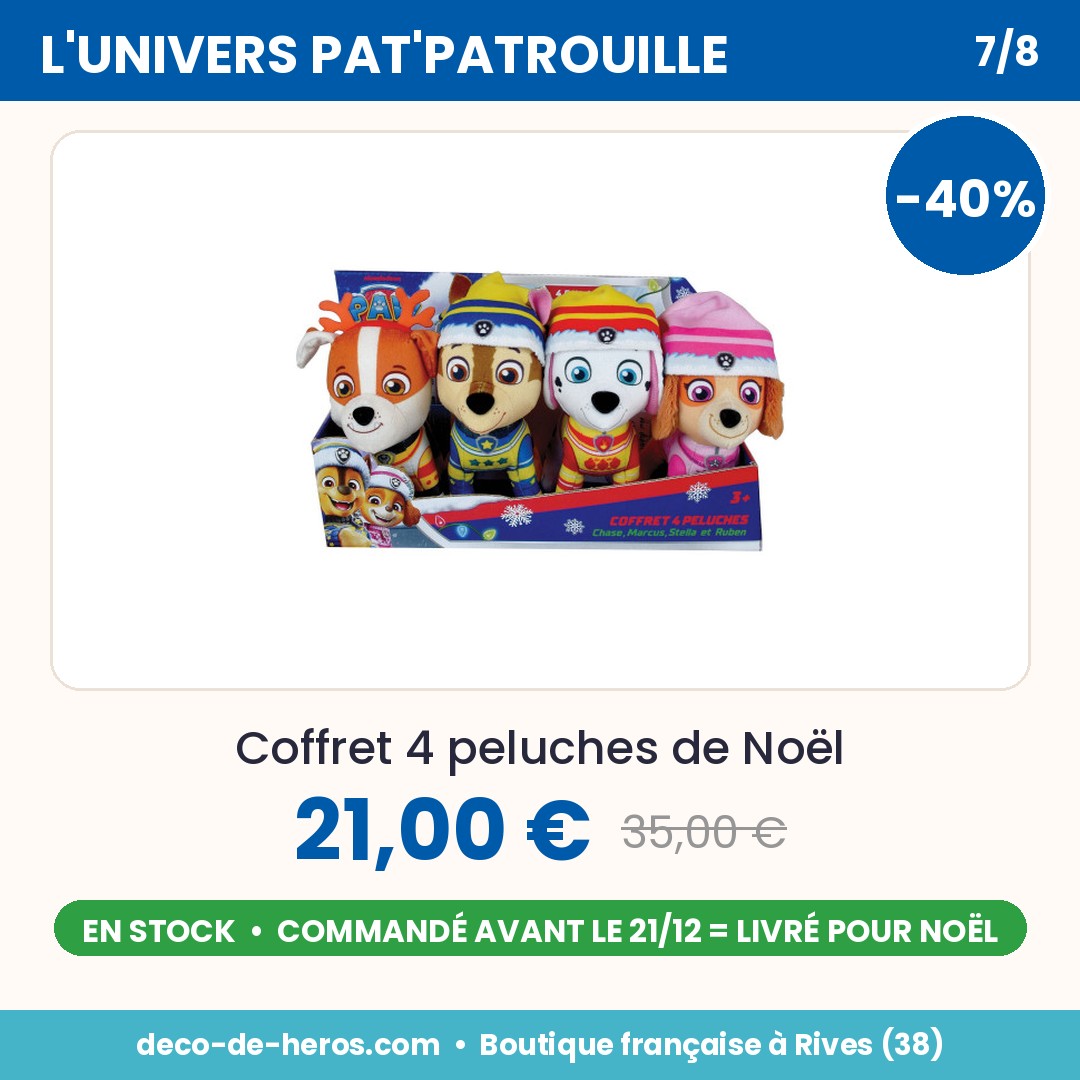 L'UNIVERS PAT'PATROUILLE
7/8
-40%
nickelodeon
PAW
3+
COFFRET 4 PELUCHES
Chase, Marcus, Stella et Ruben
Coffret 4 peluches de Noël
21,00 € 35,00 €
EN STOCK • COMMANDÉ AVANT LE 21/12 = LIVRÉ POUR NOËL
deco-de-heros.com • Boutique française à Rives (38)